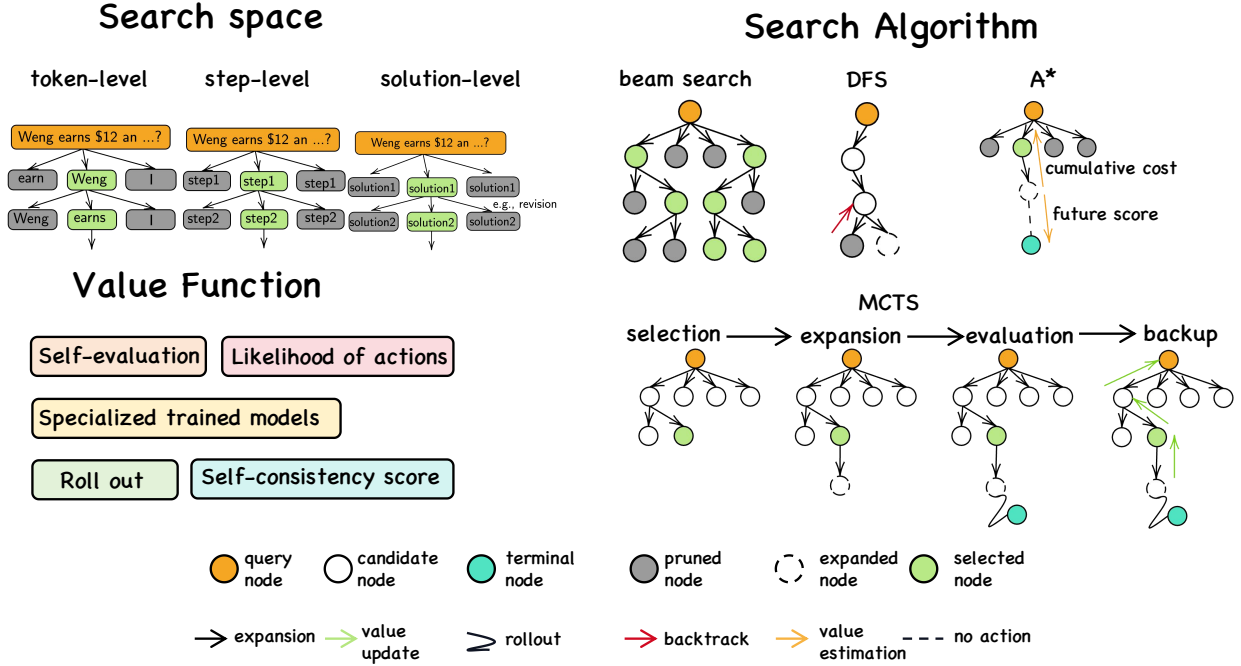 Search space
token-level
step-level
solution-level
Weng earns $12 an ...?
Weng earns $12 an ...?
Weng earns $12 an ...?
earn
Weng
I
step1
step1
step1
solution1
solution1
solution1
e.g., revision
Weng
earns
I
step2
step2
step2
solution2
solution2
solution2
Value Function
Self-evaluation
Likelihood of actions
Specialized trained models
Roll out
Self-consistency score
Search Algorithm
beam search
DFS
A*
cumulative cost
future score
MCTS
selection
expansion
evaluation
backup
query
node
candidate
node
terminal
node
pruned
node
expanded
node
selected
node
expansion
value
update
rollout
backtrack
value
estimation
no action